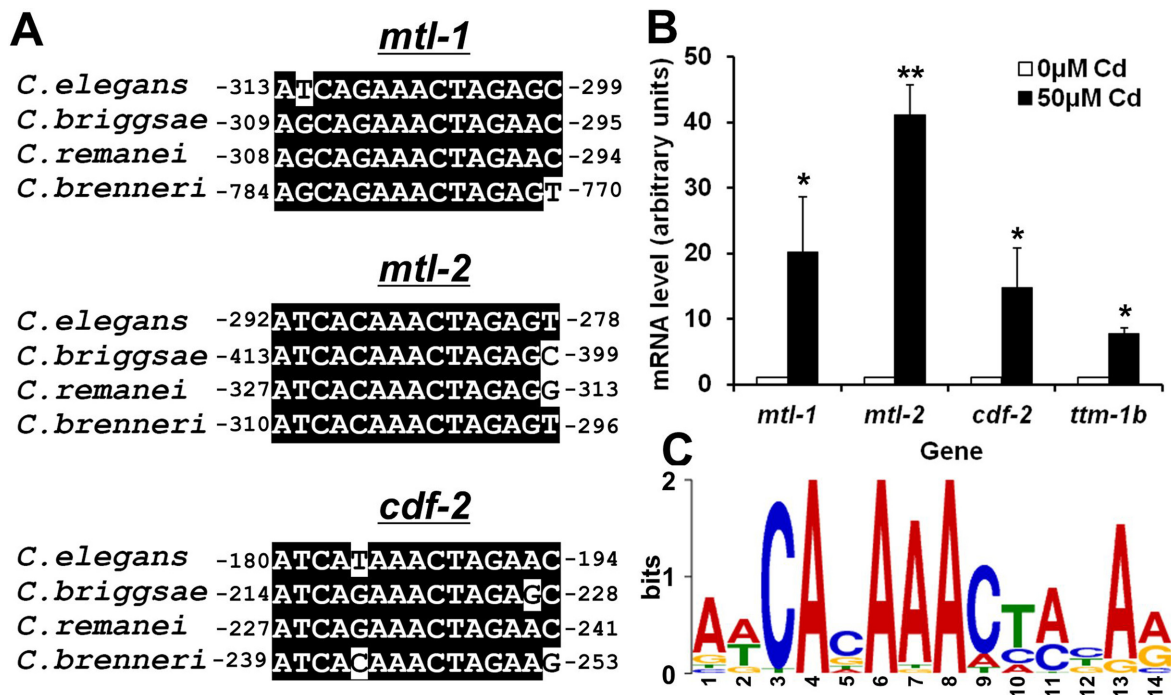 A
mtl-1
C.elegans -313 ATCAGAAACTAGAGC -299
C.briggsae -309 AGCAGAAACTAGAAC -295
C.remanei -308 AGCAGAAACTAGAAC -294
C.brenneri -784 AGCAGAAACTAGAGT -770
mtl-2
C.elegans -292 ATCACAAACTAGAGT -278
C.briggsae -413 ATCACAAACTAGAGC -399
C.remanei -327 ATCACAAACTAGAGG -313
C.brenneri -310 ATCACAAACTAGAGT -296
cdf-2
C.elegans -180 ATCATAAACTAGAAC -194
C.briggsae -214 ATCAGAAACTAGAGC -228
C.remanei -227 ATCAGAAACTAGAAC -241
C.brenneri -239 ATCACAAACTAGAAG -253
B
mRNA level (arbitrary units)
50
40
30
20
10
0
* ** * *
0µM Cd
50µM Cd
mtl-1 mtl-2 cdf-2 ttm-1b
Gene
C
bits
2
1
0
A A C A C A A A C T A A A
T G A C C G G
1 2 3 4 5 6 7 8 9 10 11 12 13 14